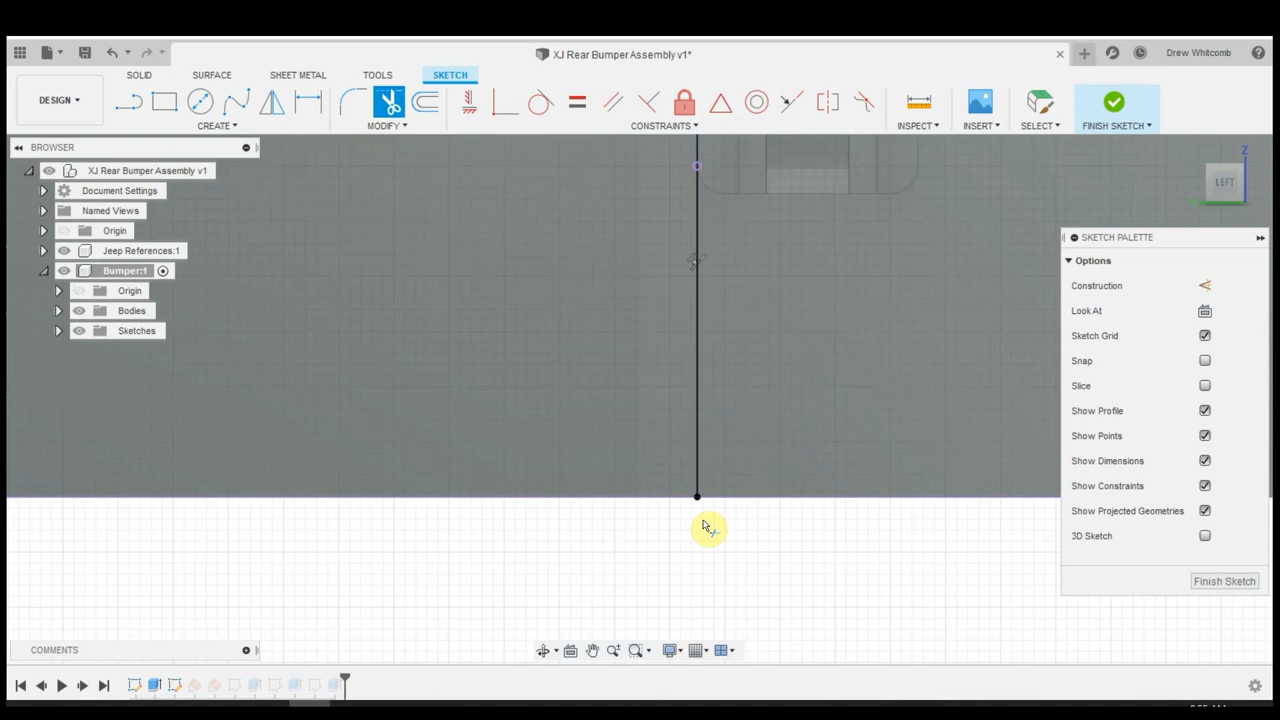 XJ Rear Bumper Assembly v1*
Drew Whitcomb
DESIGN
SOLID
SURFACE
SHEET METAL
TOOLS
SKETCH
CREATE
MODIFY
CONSTRAINTS
INSPECT
INSERT
SELECT
FINISH SKETCH
BROWSER
XJ Rear Bumper Assembly v1
Document Settings
Named Views
Origin
Jeep References:1
Bumper:1
Origin
Bodies
Sketches
Z
LEFT
SKETCH PALETTE
Options
Construction
Look At
Sketch Grid
Snap
Slice
Show Profile
Show Points
Show Dimensions
Show Constraints
Show Projected Geometries
3D Sketch
Finish Sketch
COMMENTS